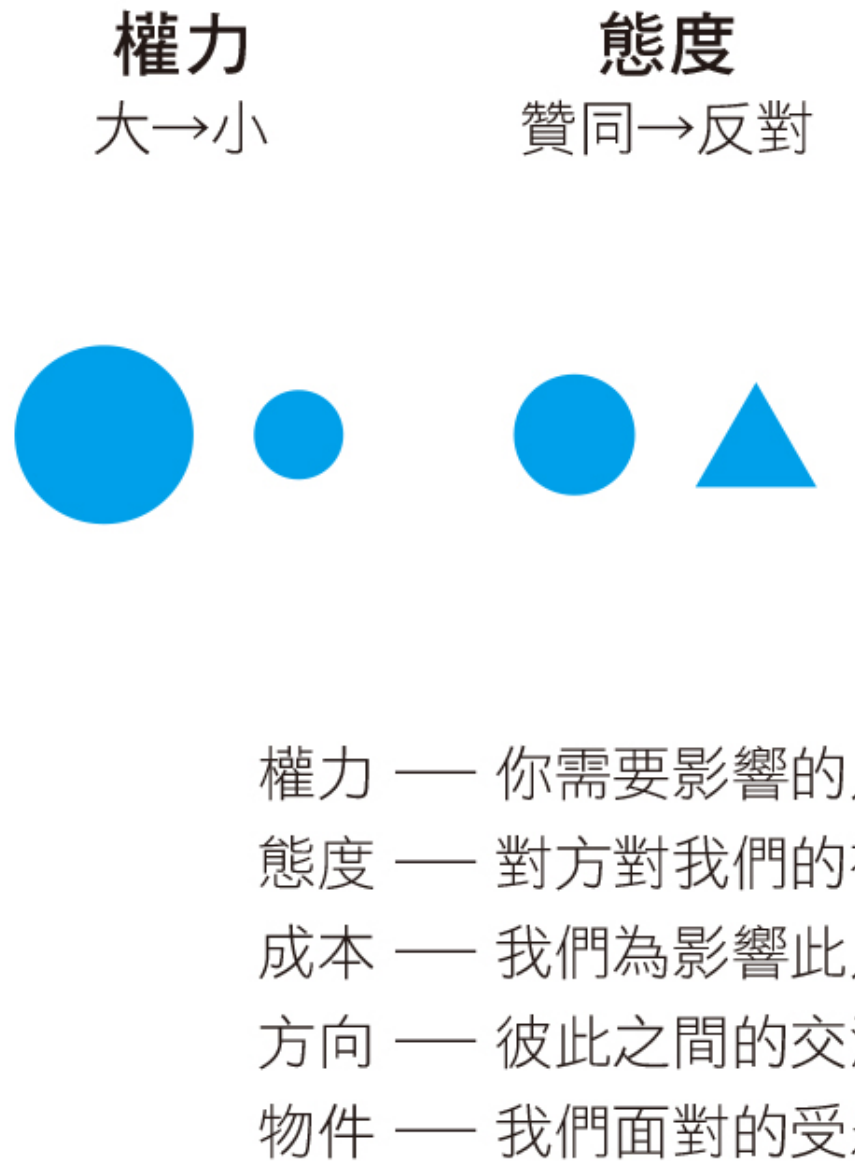 權力
大→小
態度
贊同→反對
權力 — 你需要影響的
態度 — 對方對我們的
成本 — 我們為影響此
方向 — 彼此之間的交
物件 — 我們面對的受